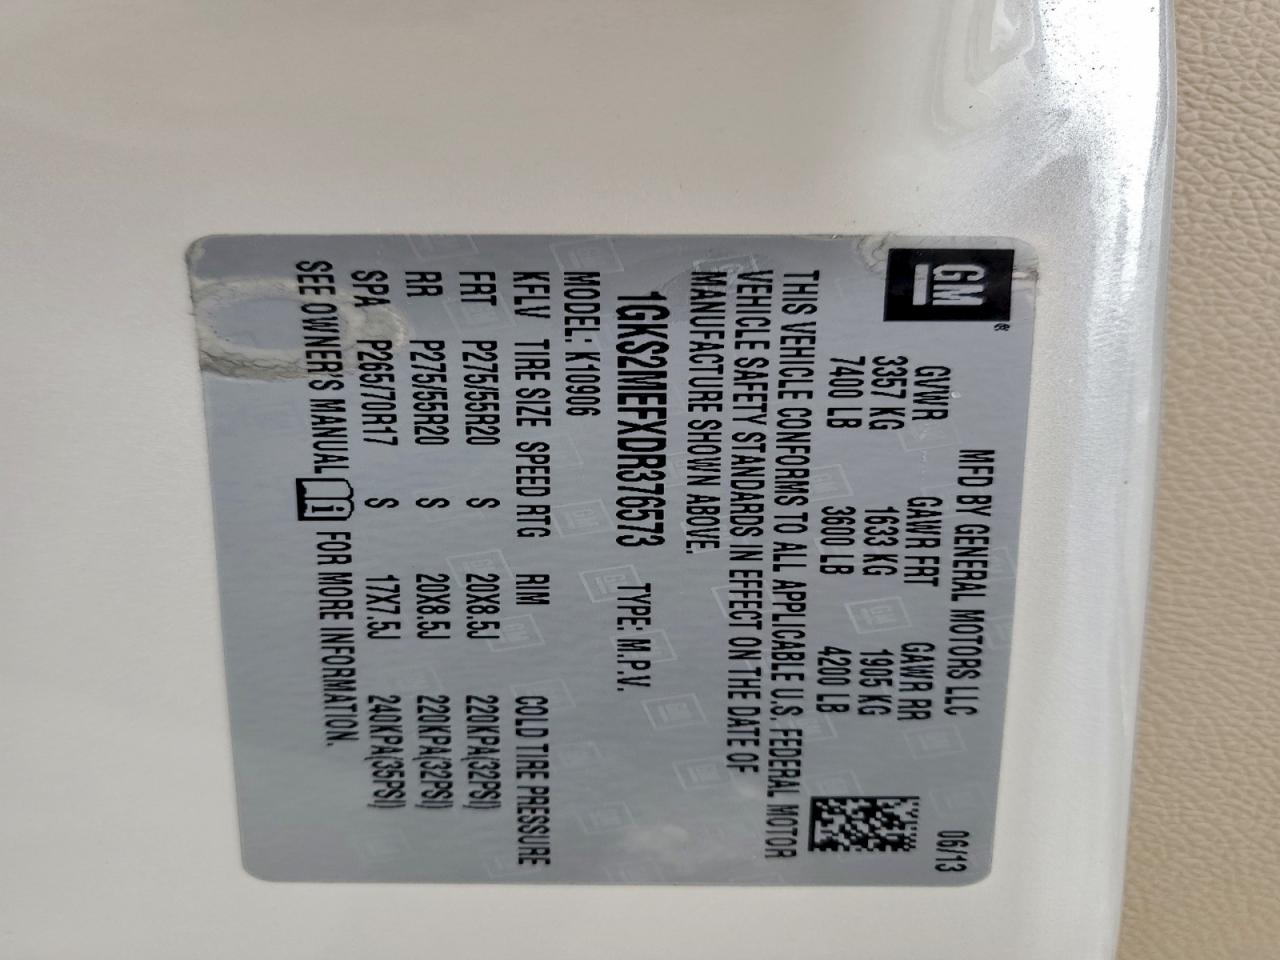 GM®
MFD BY GENERAL MOTORS LLC 06/13
GVWR GAWR FRT GAWR RR
3357 KG 1633 KG 1905 KG
7400 LB 3600 LB 4200 LB
THIS VEHICLE CONFORMS TO ALL APPLICABLE U.S. FEDERAL MOTOR
VEHICLE SAFETY STANDARDS IN EFFECT ON THE DATE OF
MANUFACTURE SHOWN ABOVE.
1GKS2MEFXDR376573 TYPE: M.P.V.
MODEL: K10906
KFLV TIRE SIZE SPEED RTG RIM COLD TIRE PRESSURE
FRT P275/55R20 S 20X8.5J 220KPA(32PSI)
RR P275/55R20 S 20X8.5J 220KPA(32PSI)
SPA P265/70R17 S 17X7.5J 240KPA(35PSI)
SEE OWNER'S MANUAL FOR MORE INFORMATION.